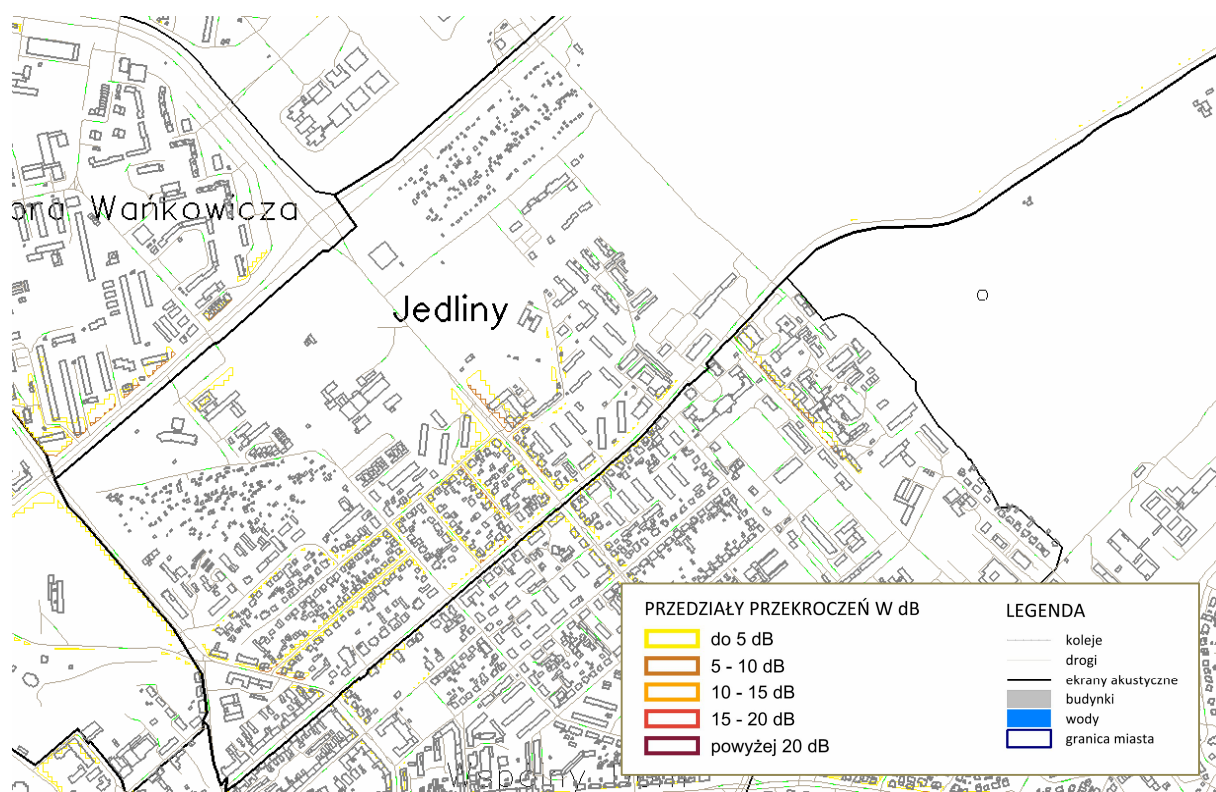 ora Wańkowicza
Jedliny
PRZEDZIAŁY PRZEKROCZEŃ W dB
do 5 dB
5 - 10 dB
10 - 15 dB
15 - 20 dB
powyżej 20 dB
LEGENDA
koleje
drogi
ekrany akustyczne
budynki
wody
granica miasta